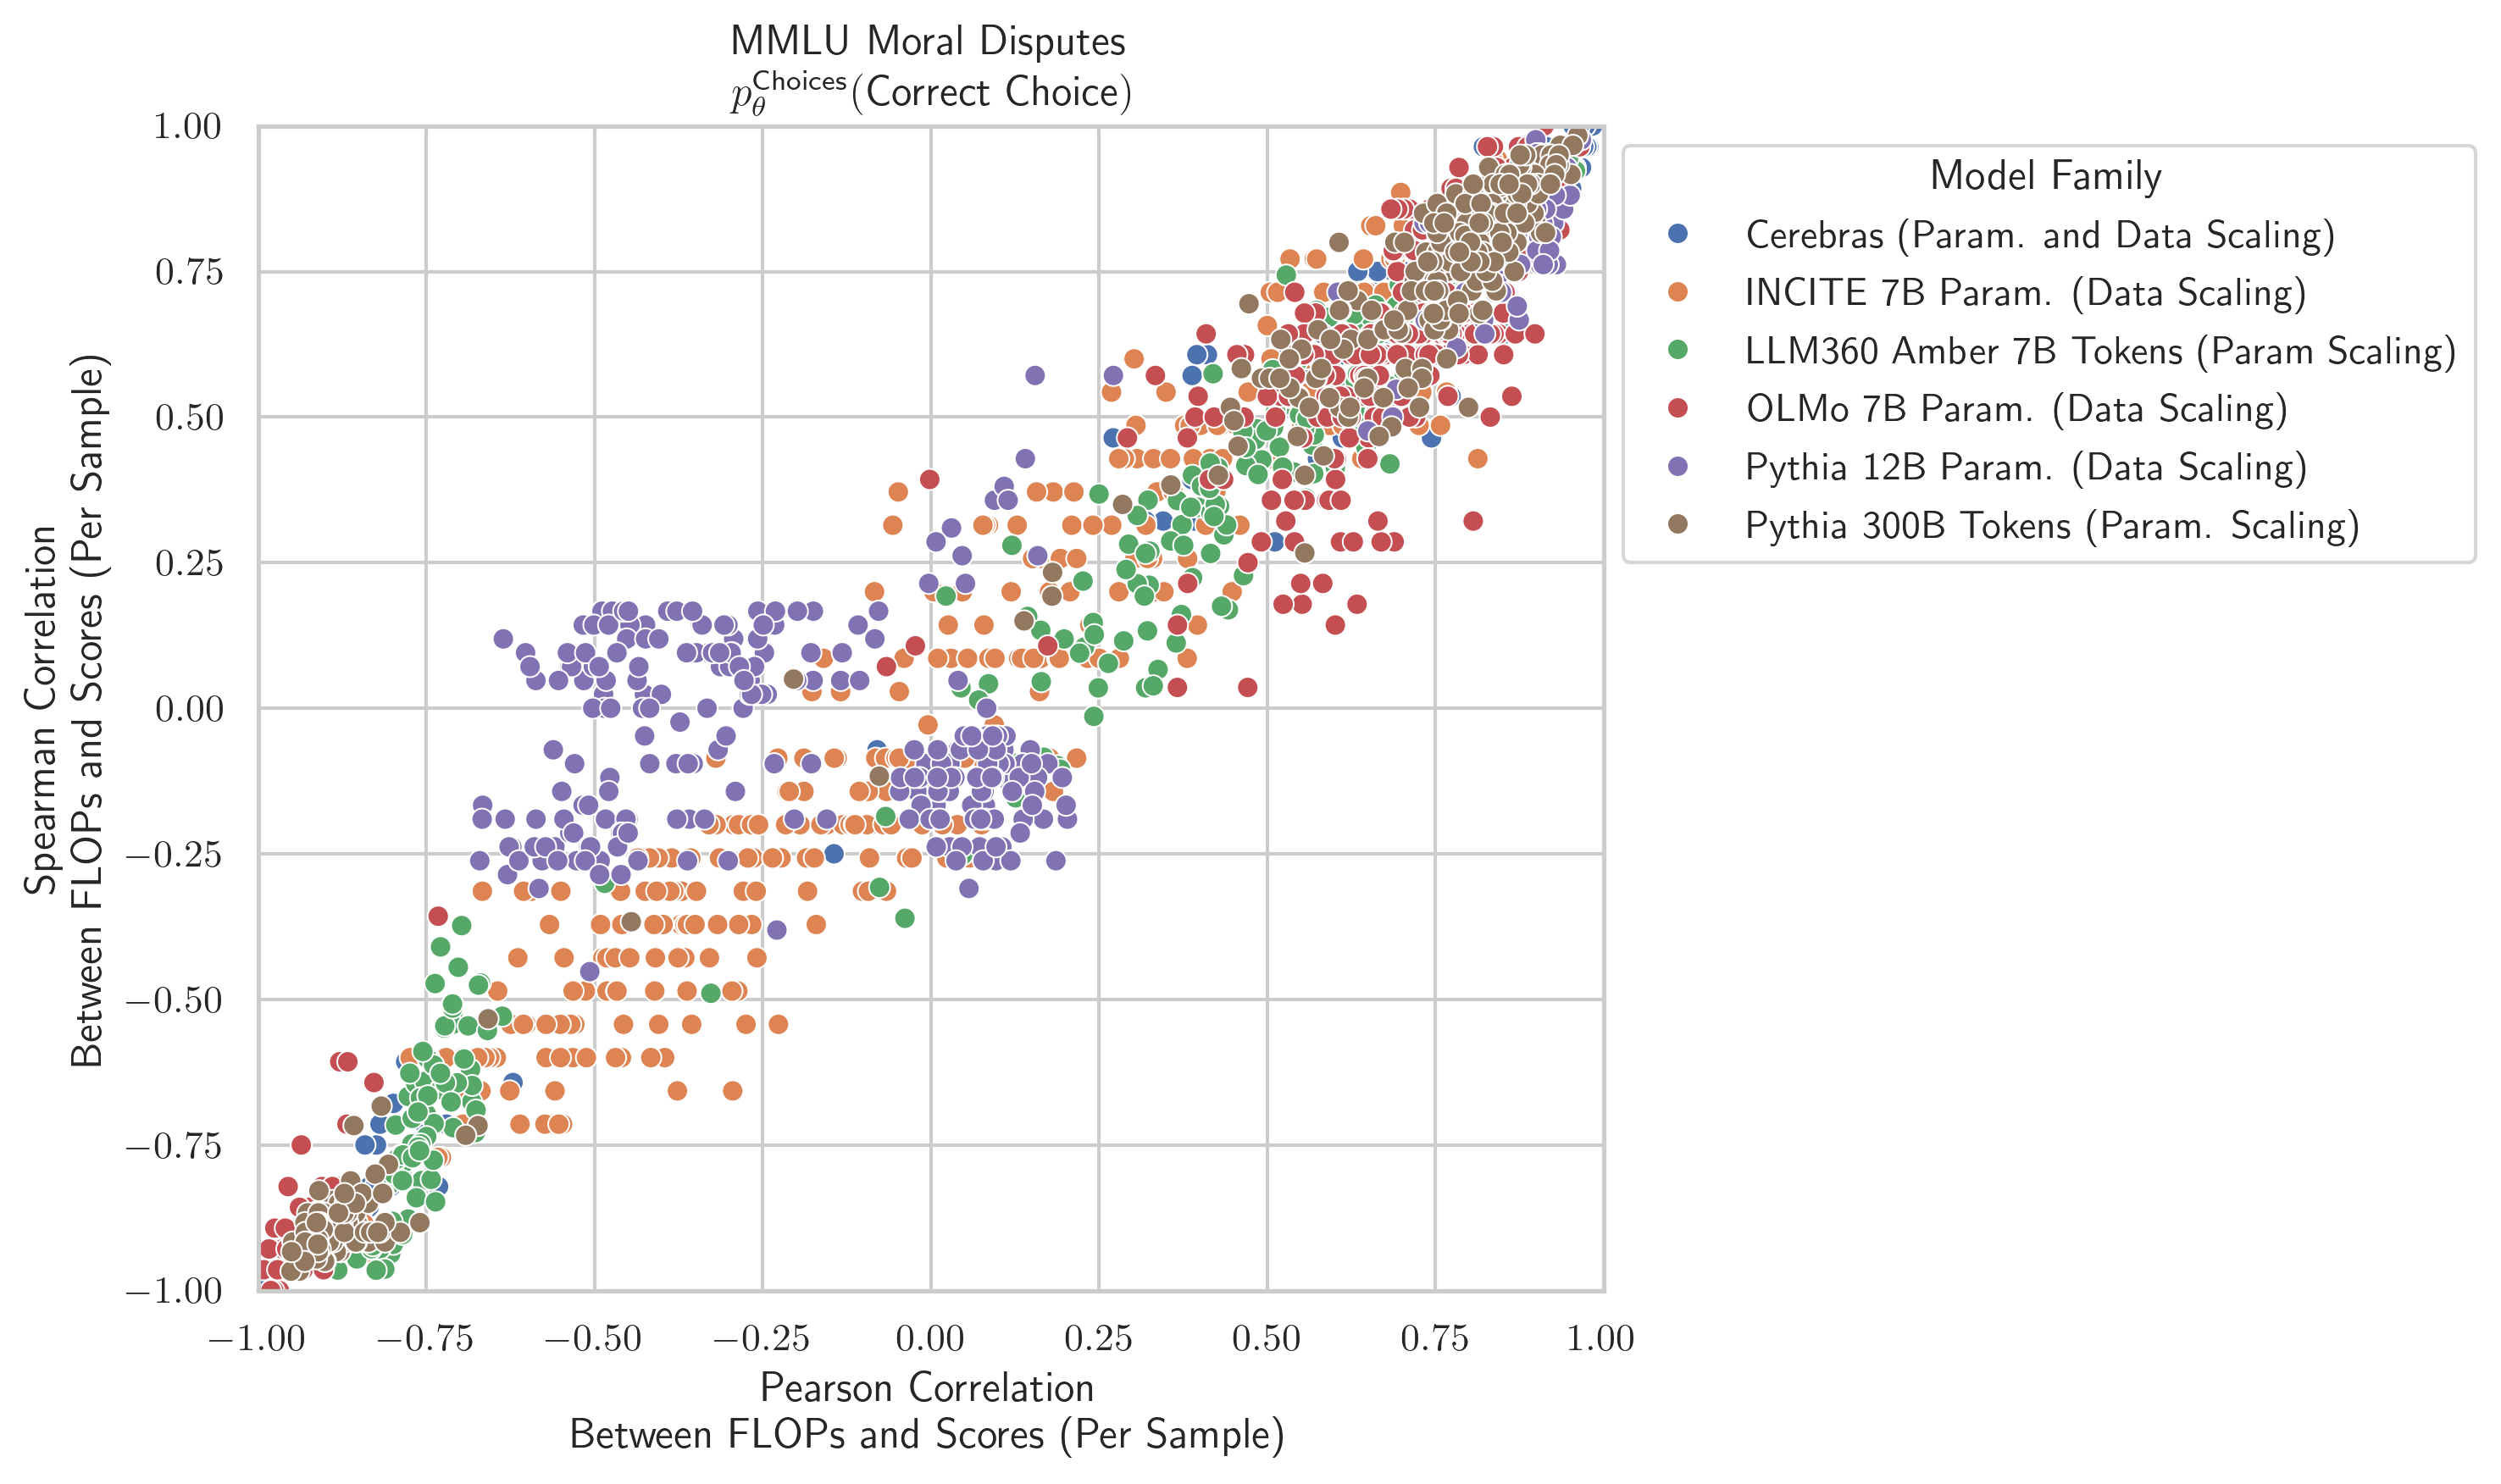 MMLU Moral Disputes
p_θ^Choices(Correct Choice)
1.00
0.75
0.50
0.25
0.00
−0.25
−0.50
−0.75
−1.00
Spearman Correlation
Between FLOPs and Scores (Per Sample)
−1.00 −0.75 −0.50 −0.25 0.00 0.25 0.50 0.75 1.00
Pearson Correlation
Between FLOPs and Scores (Per Sample)
Model Family
Cerebras (Param. and Data Scaling)
INCITE 7B Param. (Data Scaling)
LLM360 Amber 7B Tokens (Param Scaling)
OLMo 7B Param. (Data Scaling)
Pythia 12B Param. (Data Scaling)
Pythia 300B Tokens (Param. Scaling)